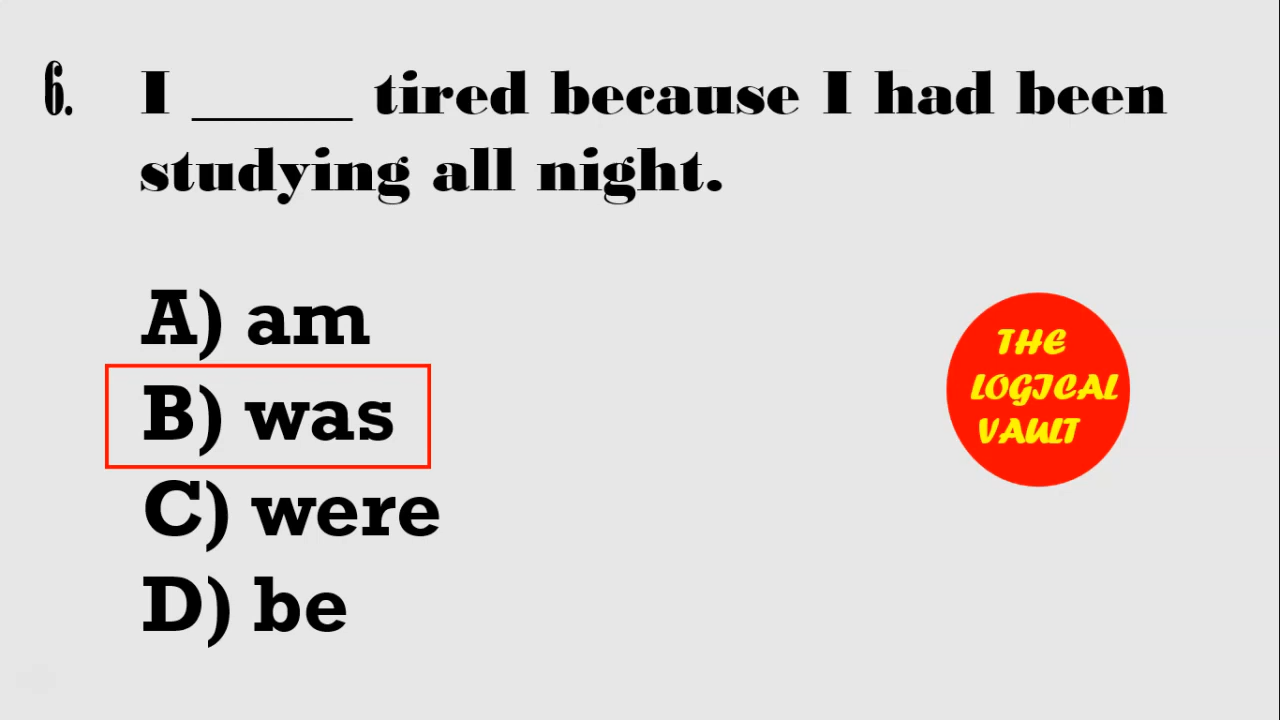 6. I _____ tired because I had been
studying all night.
A) am
B) was
C) were
D) be
THE
LOGICAL
VAULT